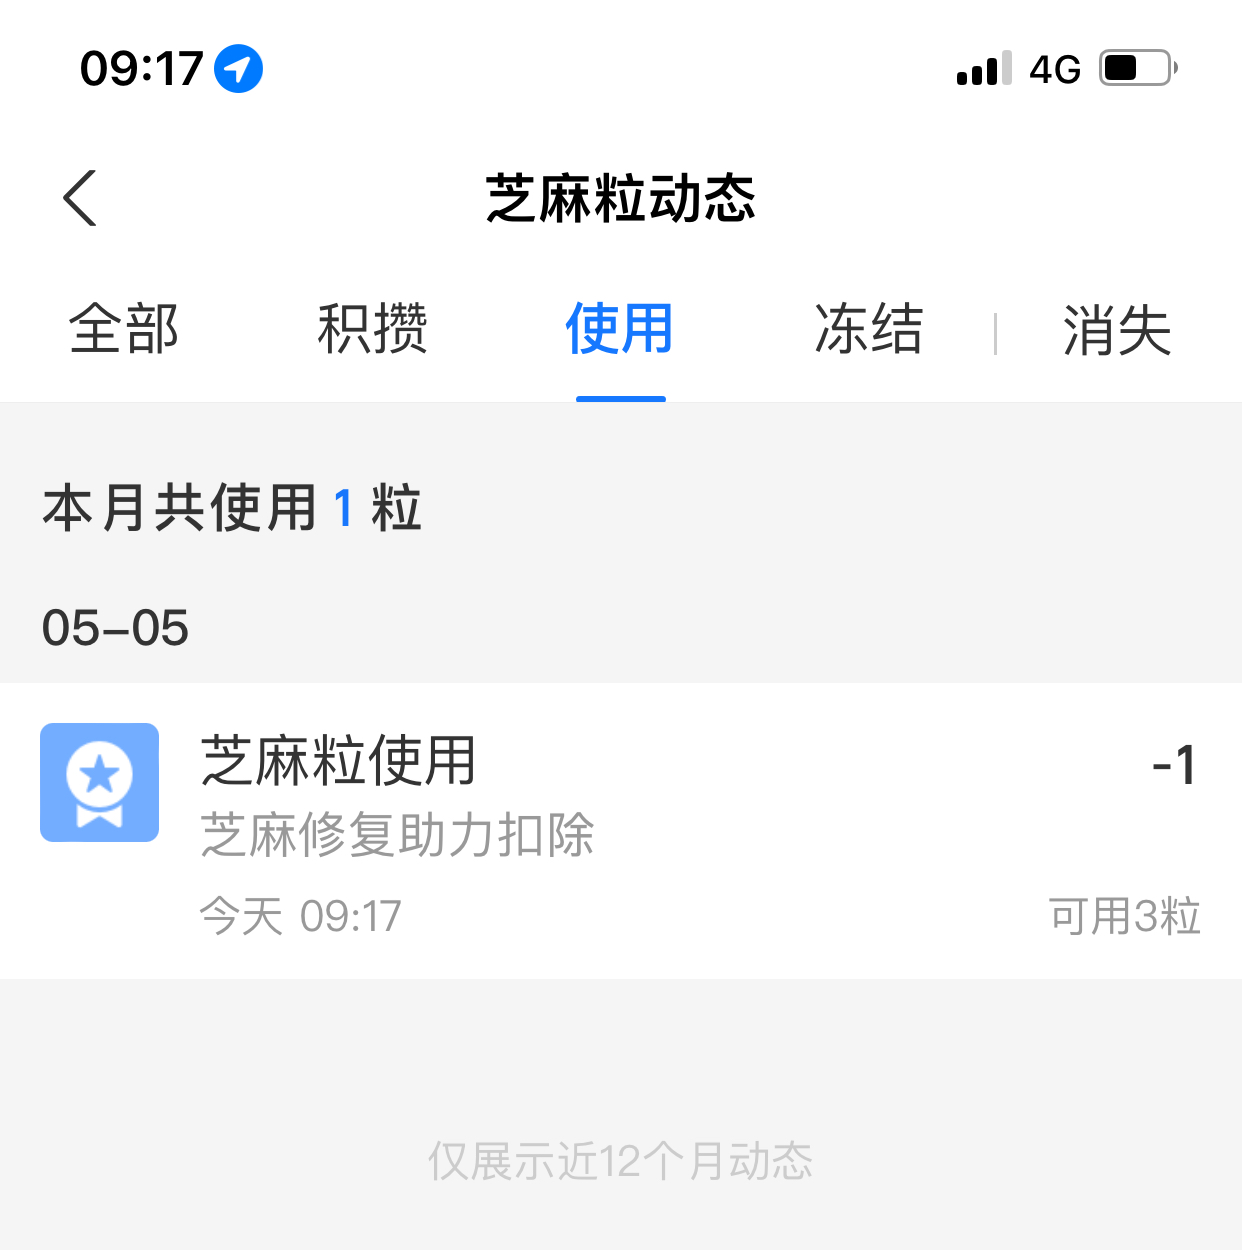 09:17 4G
芝麻粒动态
全部 积攒 使用 冻结 消失
本月共使用 1 粒
05-05
芝麻粒使用 -1
芝麻修复助力扣除
今天 09:17 可用3粒
仅展示近12个月动态